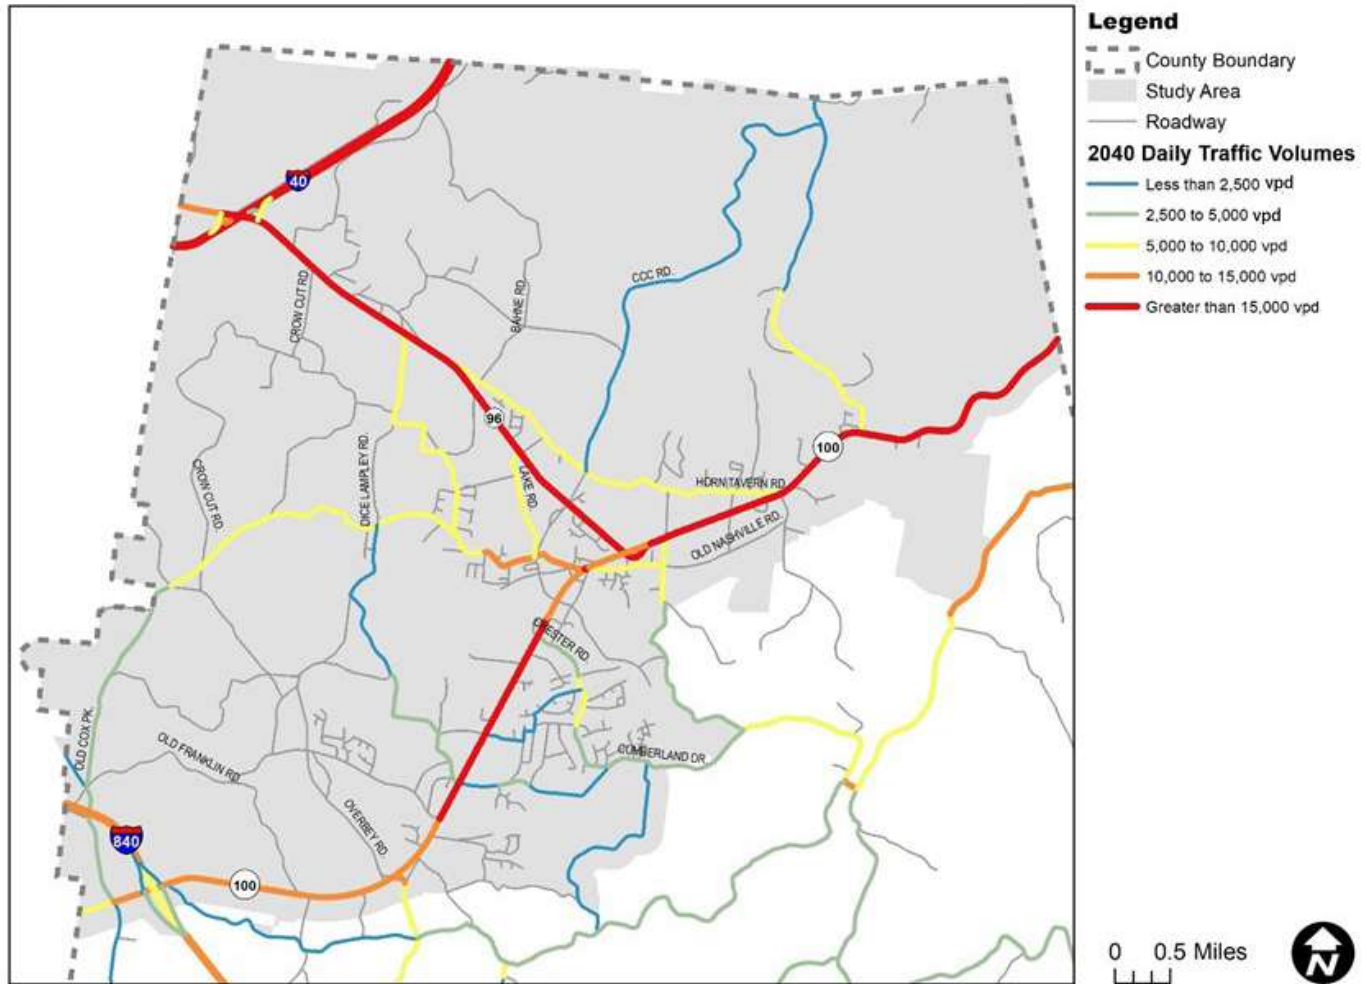 Legend
County Boundary
Study Area
Roadway
2040 Daily Traffic Volumes
Less than 2,500 vpd
2,500 to 5,000 vpd
5,000 to 10,000 vpd
10,000 to 15,000 vpd
Greater than 15,000 vpd
40
CCC RD.
CROW CUT RD
BAHNE RD.
96
100
DICE LAMPLEY RD.
CROW CUT RD.
LAKE RD.
HORN TAVERN RD.
OLD NASHVILLE RD.
CHESTER RD.
OLD COX PK.
OLD FRANKLIN RD.
CUMBERLAND DR
OVERBEY RD.
840
100
0 0.5 Miles
N